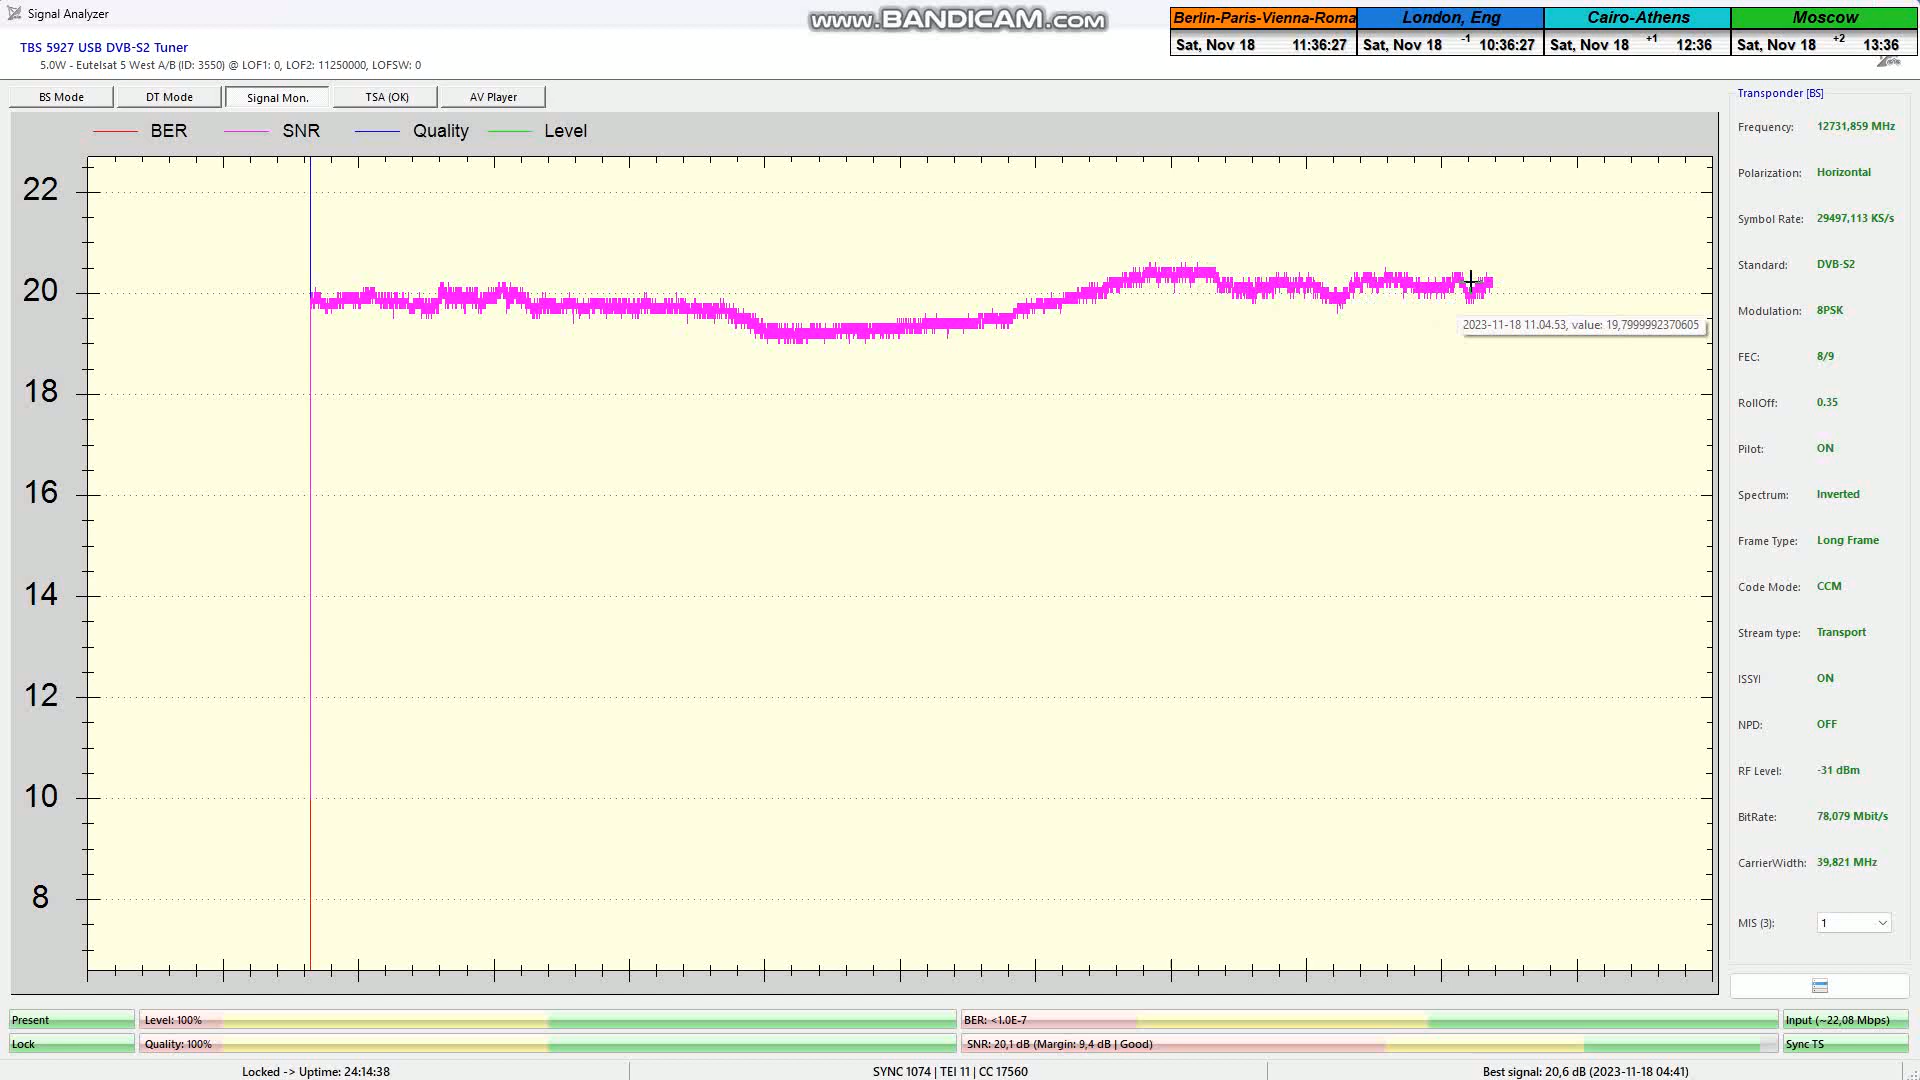 Signal Analyzer
www.BANDICAM.com
Berlin-Paris-Vienna-Roma
London, Eng
Cairo-Athens
Moscow
Sat, Nov 18 11:36:27
Sat, Nov 18 -1 10:36:27
Sat, Nov 18 +1 12:36
Sat, Nov 18 +2 13:36
TBS 5927 USB DVB-S2 Tuner
5.0W - Eutelsat 5 West A/B (ID: 3550) @ LOF1: 0, LOF2: 11250000, LOFSW: 0
BS Mode
DT Mode
Signal Mon.
TSA (OK)
AV Player
BER
SNR
Quality
Level
22
20
18
16
14
12
10
8
2023-11-18 11.04.53, value: 19,7999992370605
Transponder [BS]
Frequency: 12731,859 MHz
Polarization: Horizontal
Symbol Rate: 29497,113 KS/s
Standard: DVB-S2
Modulation: 8PSK
FEC: 8/9
RollOff: 0.35
Pilot: ON
Spectrum: Inverted
Frame Type: Long Frame
Code Mode: CCM
Stream type: Transport
ISSYI ON
NPD: OFF
RF Level: -31 dBm
BitRate: 78,079 Mbit/s
CarrierWidth: 39,821 MHz
MIS (3): 1
Present
Level: 100%
BER: <1.0E-7
Input (~22,08 Mbps)
Lock
Quality: 100%
SNR: 20,1 dB (Margin: 9,4 dB | Good)
Sync TS
Locked -> Uptime: 24:14:38
SYNC 1074 | TEI 11 | CC 17560
Best signal: 20,6 dB (2023-11-18 04:41)